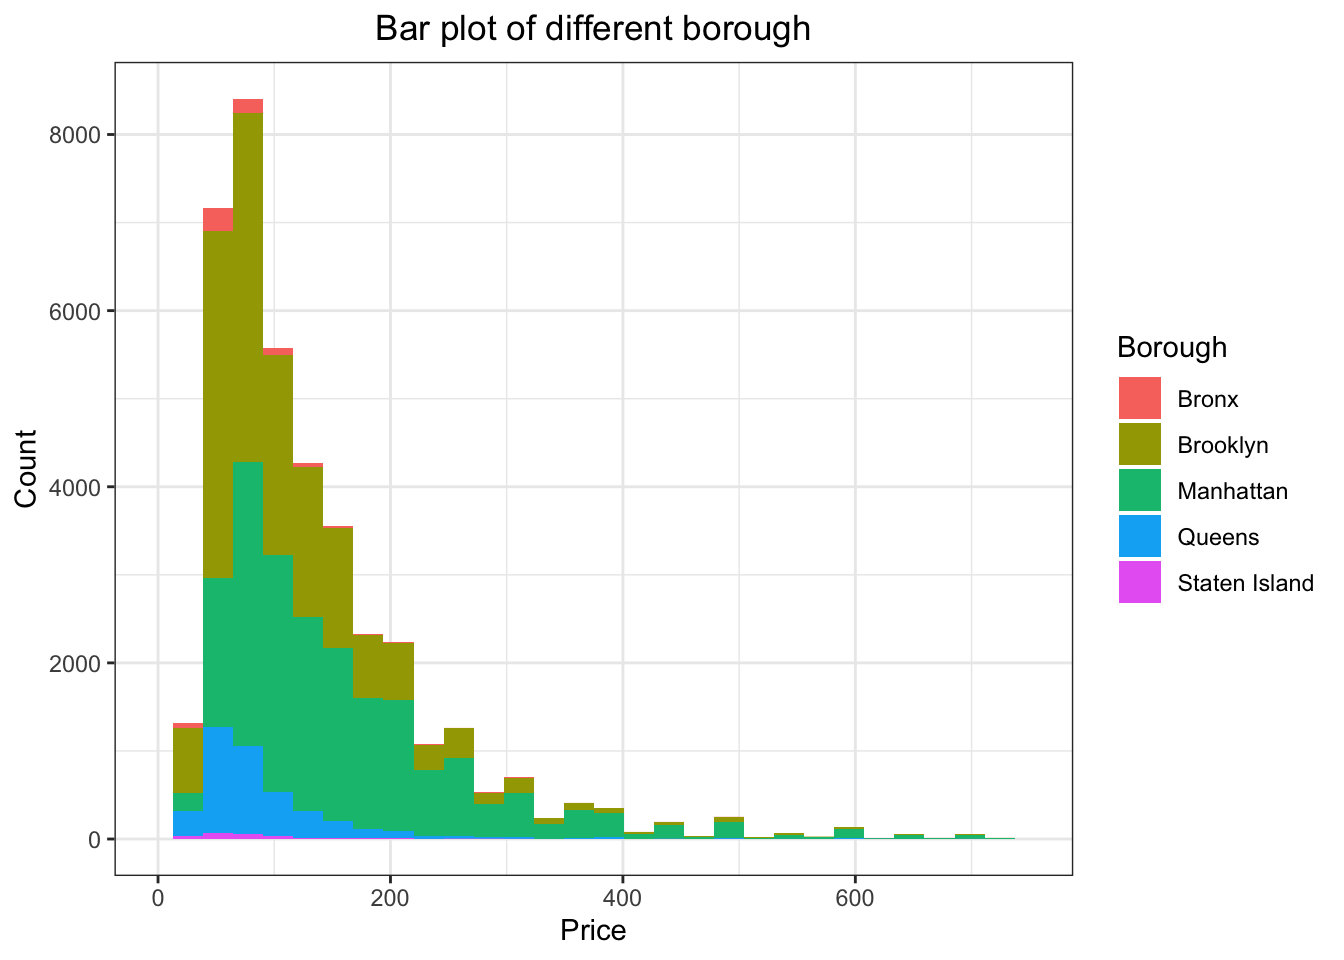 Bar plot of different borough
Count
8000
6000
4000
2000
0
0 200 400 600
Price
Borough
Bronx
Brooklyn
Manhattan
Queens
Staten Island